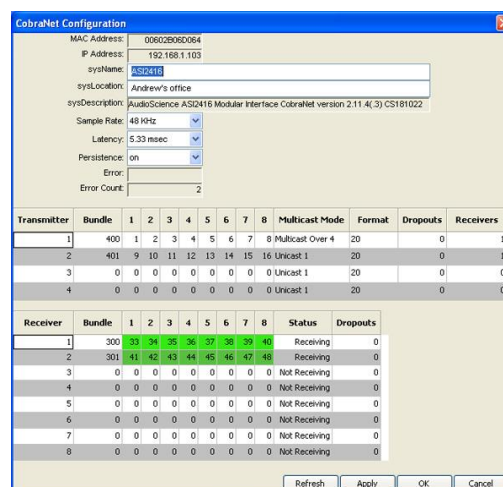 CobraNet Configuration
MAC Address: 00602B06D064
IP Address: 192.168.1.103
sysName: ASI2416
sysLocation: Andrew's office
sysDescription: AudioScience ASI2416 Modular Interface CobraNet version 2.11.4(.3) CS181022
Sample Rate: 48 KHz
Latency: 5.33 msec
Persistence: on
Error:
Error Count: 2
Transmitter Bundle 1 2 3 4 5 6 7 8 Multicast Mode Format Dropouts Receivers
1 400 1 2 3 4 5 6 7 8 Multicast Over 4 20 0 1
2 401 9 10 11 12 13 14 15 16 Unicast 1 20 0 1
3 0 0 0 0 0 0 0 0 0 Unicast 1 20 0 0
4 0 0 0 0 0 0 0 0 0 Unicast 1 20 0 0
Receiver Bundle 1 2 3 4 5 6 7 8 Status Dropouts
1 300 33 34 35 36 37 38 39 40 Receiving 0
2 301 41 42 43 44 45 46 47 48 Receiving 0
3 0 0 0 0 0 0 0 0 0 Not Receiving 0
4 0 0 0 0 0 0 0 0 0 Not Receiving 0
5 0 0 0 0 0 0 0 0 0 Not Receiving 0
6 0 0 0 0 0 0 0 0 0 Not Receiving 0
7 0 0 0 0 0 0 0 0 0 Not Receiving 0
8 0 0 0 0 0 0 0 0 0 Not Receiving 0
Refresh Apply OK Cancel